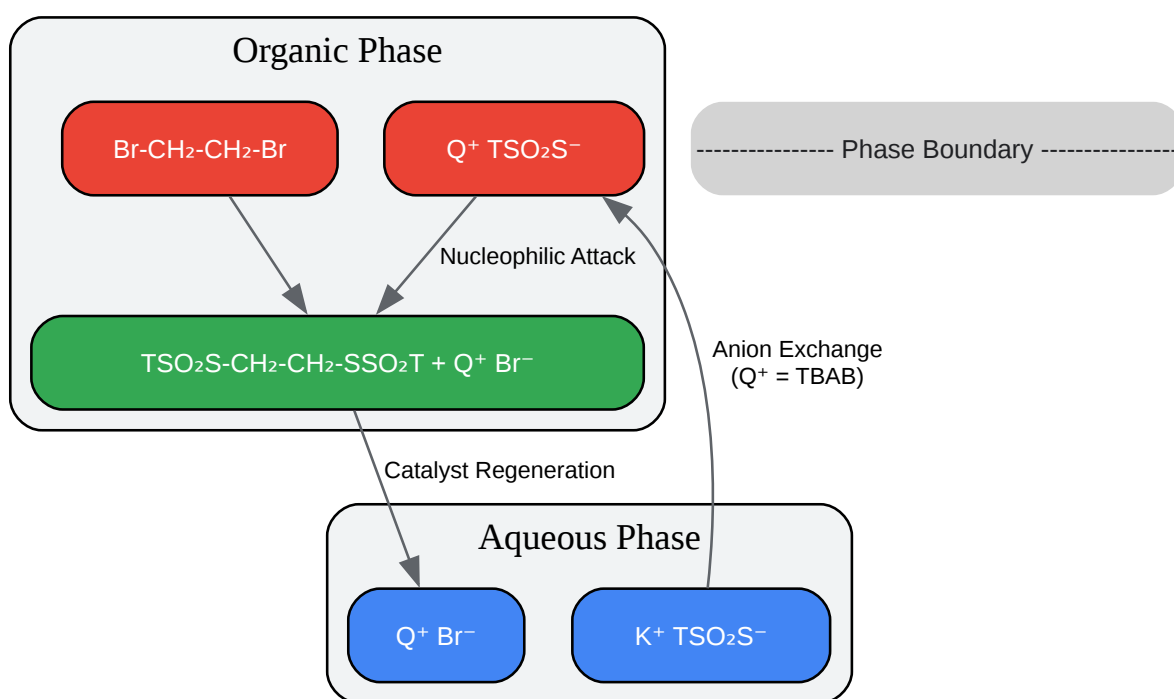 Organic Phase
Br-CH₂-CH₂-Br
Q⁺ TSO₂S⁻
---------------- Phase Boundary ----------------
Nucleophilic Attack
TSO₂S-CH₂-CH₂-SSO₂T + Q⁺ Br⁻
Anion Exchange
(Q⁺ = TBAB)
Catalyst Regeneration
Aqueous Phase
Q⁺ Br⁻
K⁺ TSO₂S⁻